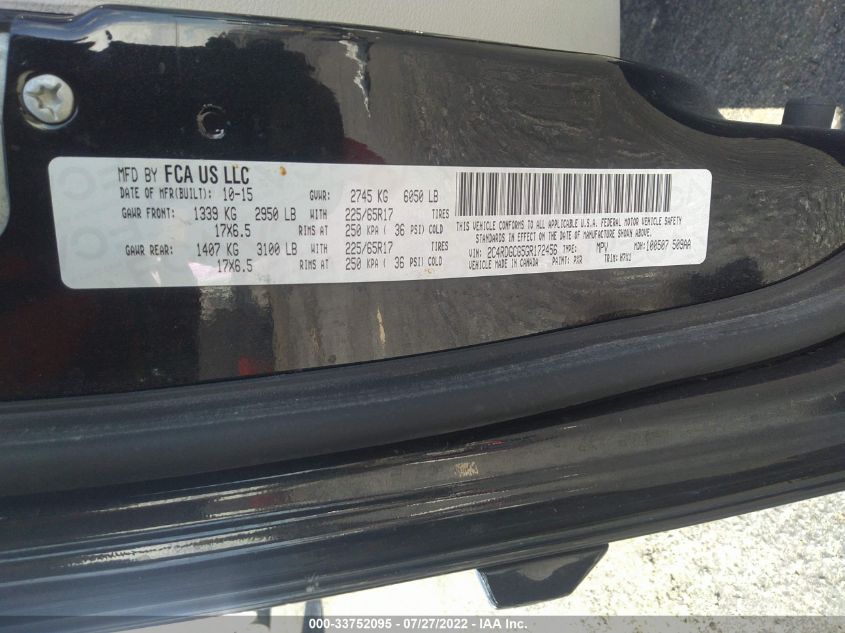 MFD BY FCA US LLC
DATE OF MFR(BUILT): 10-15 GVWR: 2745 KG 6050 LB
GAWR FRONT: 1339 KG 2950 LB WITH 225/65R17 TIRES
17X6.5 RIMS AT 250 KPA ( 36 PSI) COLD
GAWR REAR: 1407 KG 3100 LB WITH 225/65R17 TIRES
17X6.5 RIMS AT 250 KPA ( 36 PSI) COLD
THIS VEHICLE CONFORMS TO ALL APPLICABLE U.S.A. FEDERAL MOTOR VEHICLE SAFETY
STANDARDS IN EFFECT ON THE DATE OF MANUFACTURE SHOWN ABOVE.
VIN: 2C4RDGCG5GR172456 TYPE: MPV MDH: 100507 509AA
VEHICLE MADE IN CANADA PAINT: PXR TRIM:
000-33752095 - 07/27/2022 - IAA Inc.